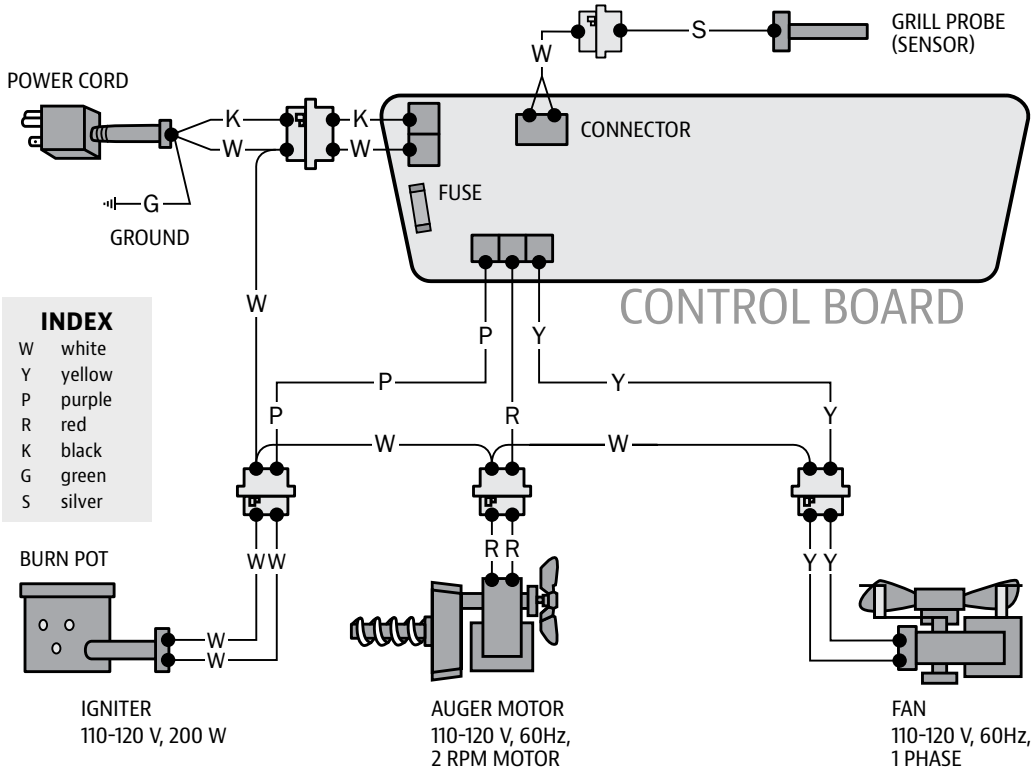 GRILL PROBE
(SENSOR)
S
W
POWER CORD
K
K
W
W
CONNECTOR
FUSE
G
GROUND
CONTROL BOARD
W
P
Y
P
Y
P
R
Y
W
W
INDEX
W white
Y yellow
P purple
R red
K black
G green
S silver
BURN POT
W W
R R
Y Y
W
W
IGNITER
110-120 V, 200 W
AUGER MOTOR
110-120 V, 60Hz,
2 RPM MOTOR
FAN
110-120 V, 60Hz,
1 PHASE